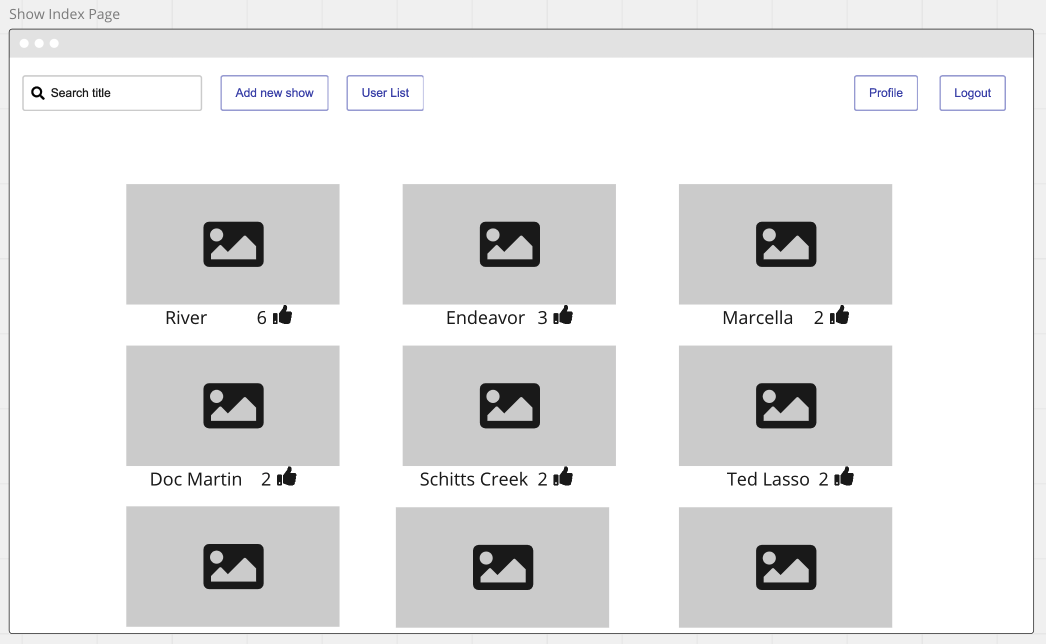 Show Index Page
Search title
Add new show
User List
Profile
Logout
River 6
Endeavor 3
Marcella 2
Doc Martin 2
Schitts Creek 2
Ted Lasso 2